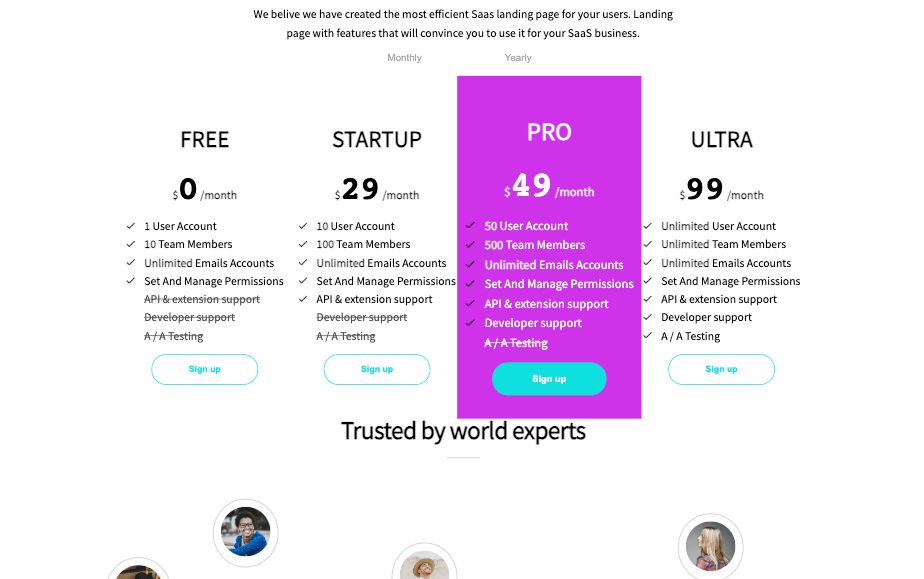 We belive we have created the most efficient Saas landing page for your users. Landing
page with features that will convince you to use it for your SaaS business.
Monthly
Yearly
FREE
$0 /month
1 User Account
10 Team Members
Unlimited Emails Accounts
Set And Manage Permissions
API & extension support
Developer support
A / A Testing
Sign up
STARTUP
$29 /month
10 User Account
100 Team Members
Unlimited Emails Accounts
Set And Manage Permissions
API & extension support
Developer support
A / A Testing
Sign up
PRO
$49 /month
50 User Account
500 Team Members
Unlimited Emails Accounts
Set And Manage Permissions
API & extension support
Developer support
A / A Testing
Sign up
ULTRA
$99 /month
Unlimited User Account
Unlimited Team Members
Unlimited Emails Accounts
Set And Manage Permissions
API & extension support
Developer support
A / A Testing
Sign up
Trusted by world experts